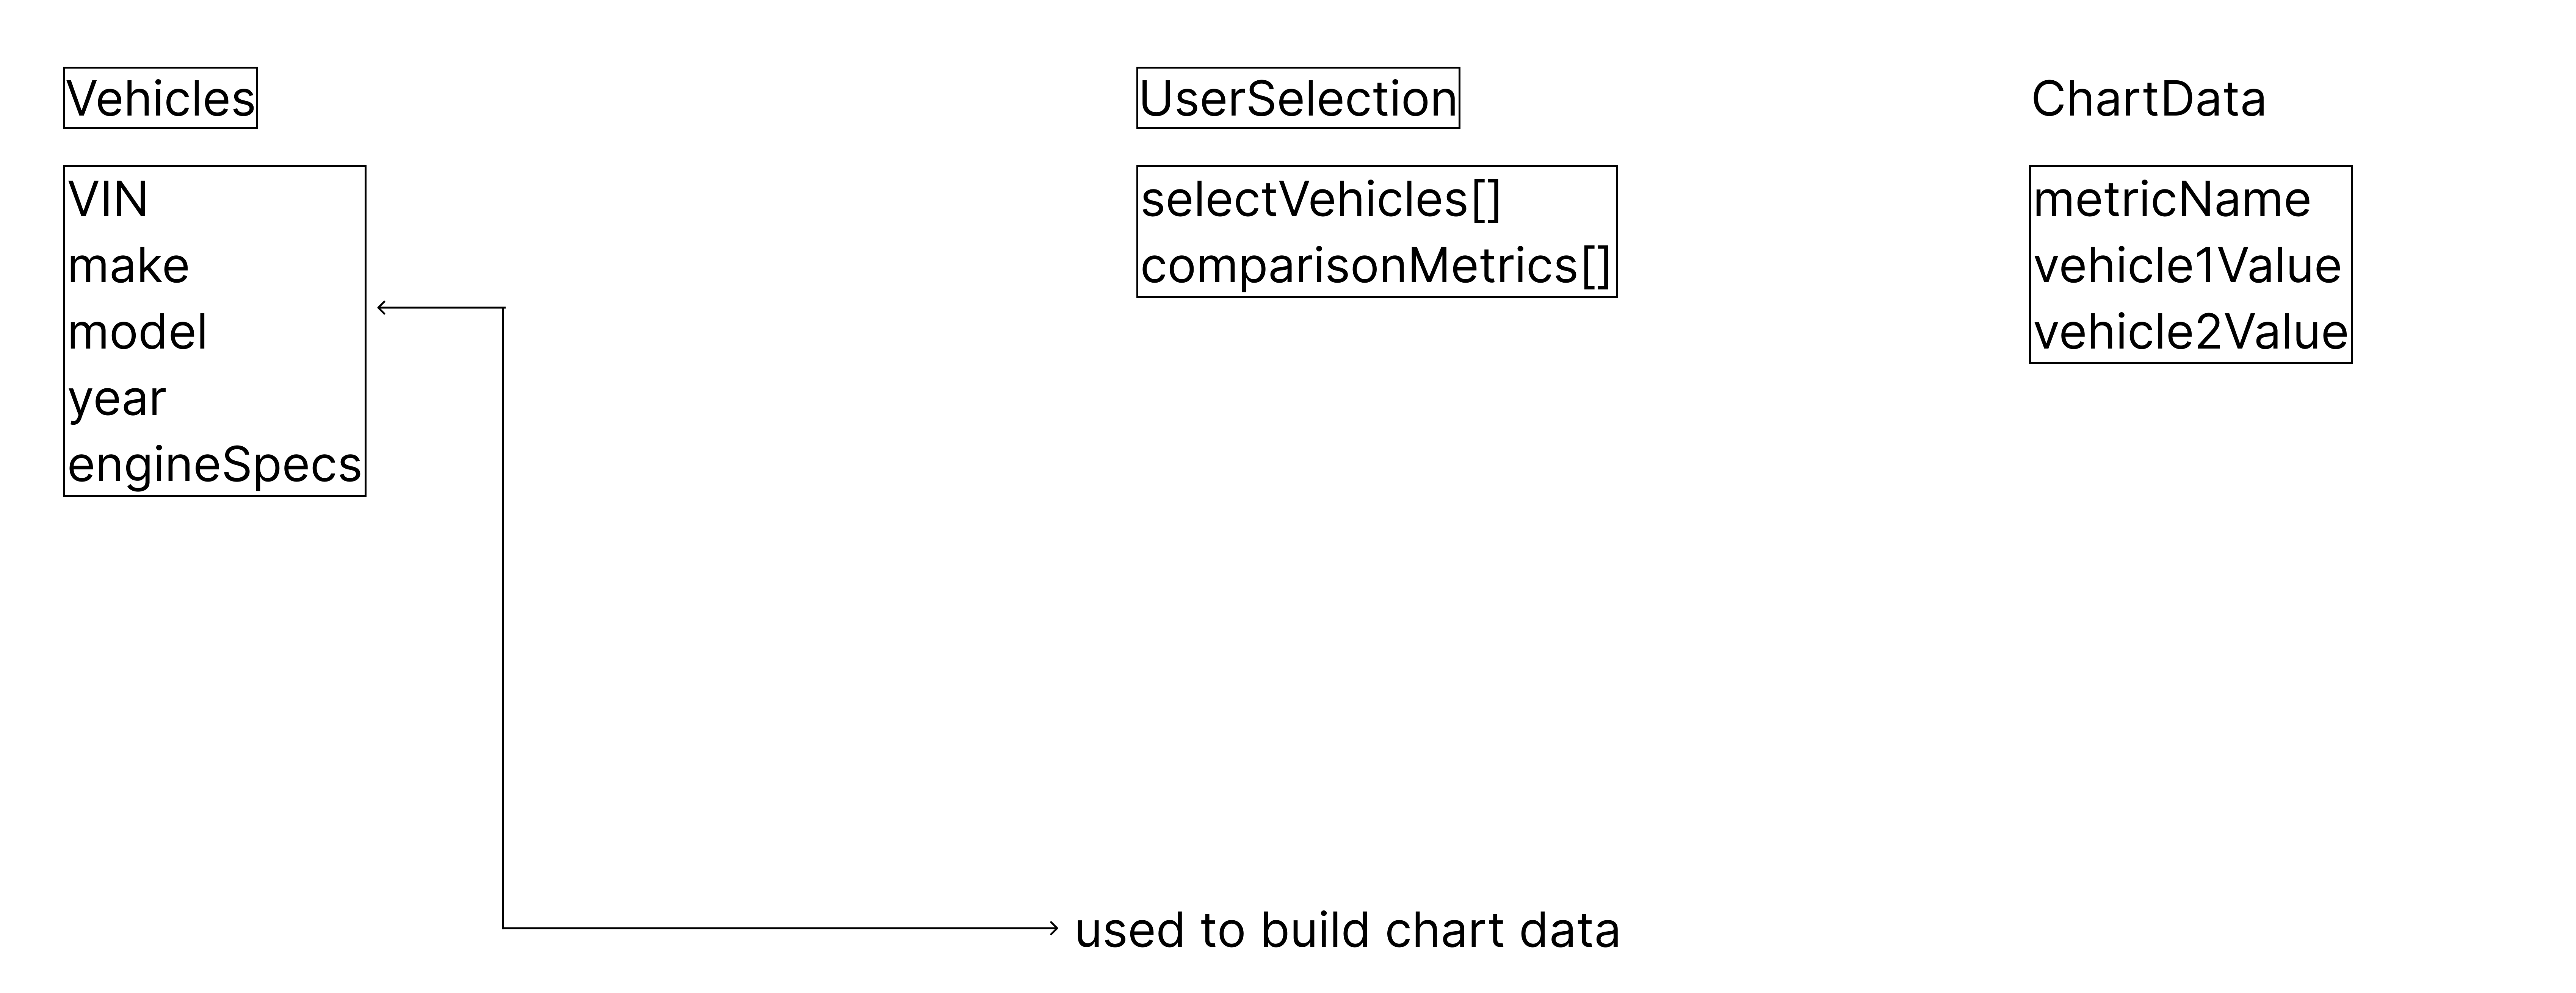 Vehicles
VIN
make
model
year
engineSpecs
UserSelection
selectVehicles[]
comparisonMetrics[]
ChartData
metricName
vehicle1Value
vehicle2Value
used to build chart data